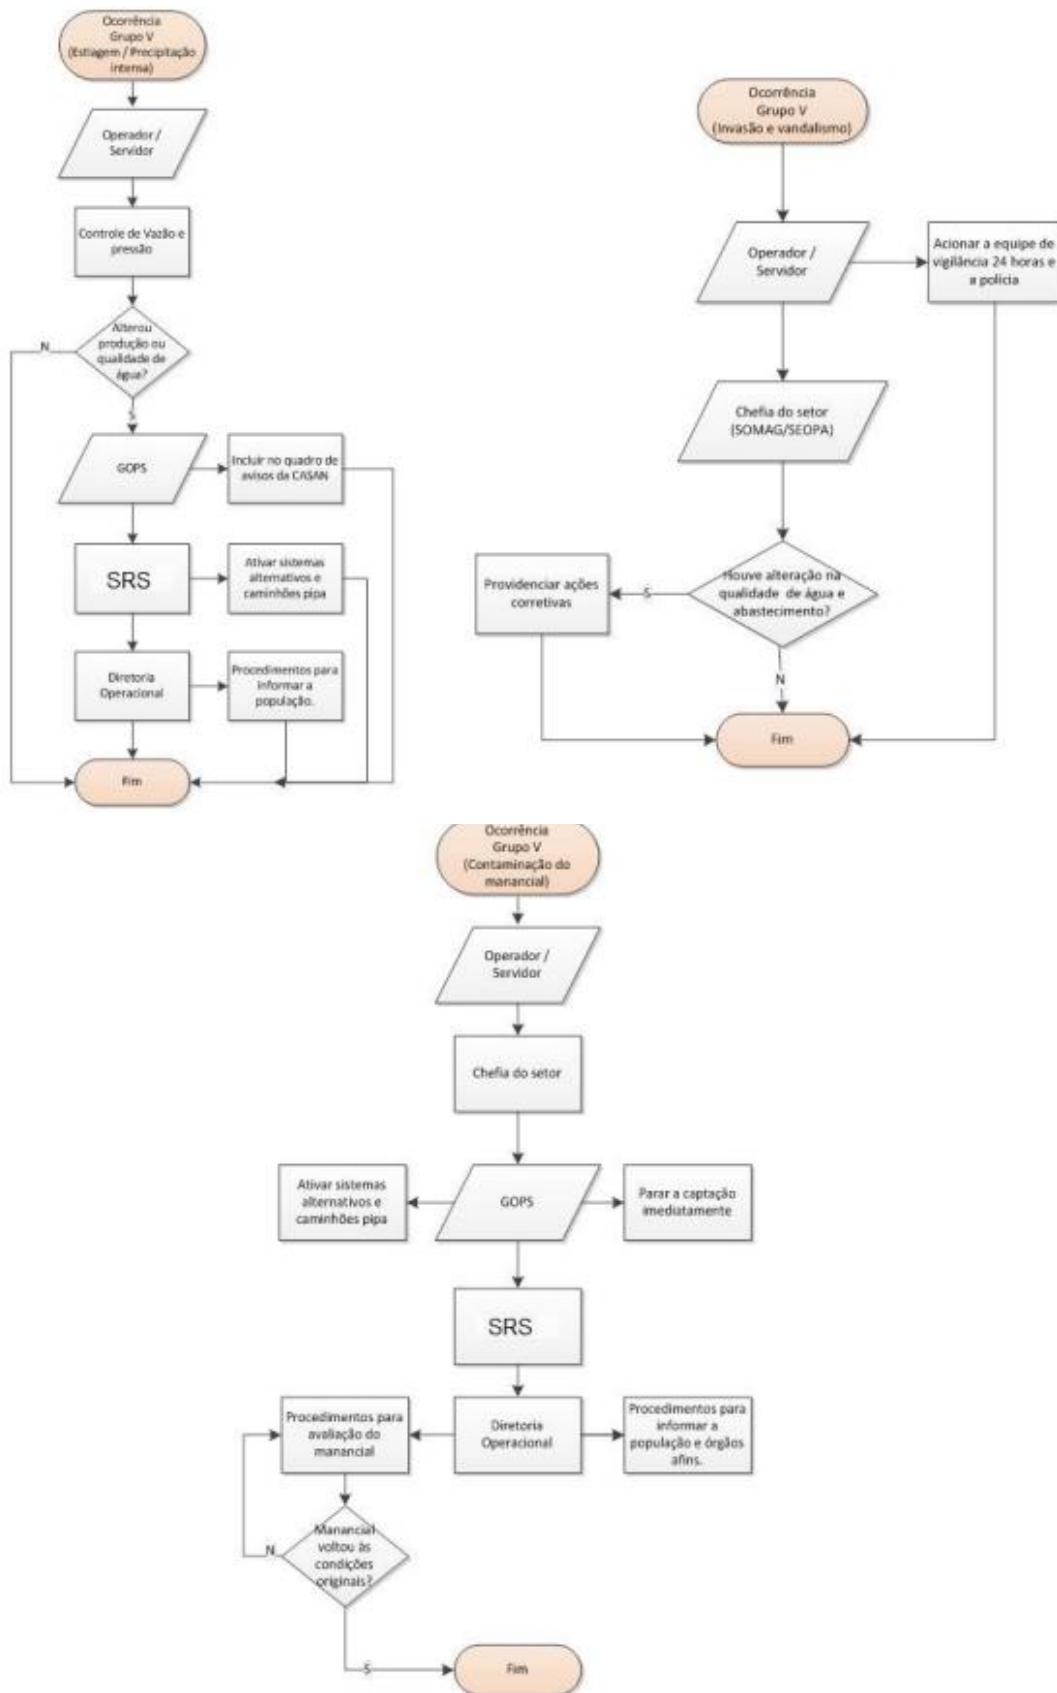 Ocorrência
Grupo V
(Estiagem / Precipitação
intensa)
Operador /
Servidor
Controle de Vazão e
pressão
Alterou
produção ou
qualidade de
água?
N
S
GOPS
Incluir no quadro de
avisos da CASAN
SRS
Ativar sistemas
alternativos e
caminhões pipa
Diretoria
Operacional
Procedimentos para
informar a
população.
Fim
Ocorrência
Grupo V
(Invasão e vandalismo)
Operador /
Servidor
Acionar a equipe de
vigilância 24 horas e
a polícia
Chefia do setor
(SOMAG/SEOPA)
Houve alteração na
qualidade de água e
abastecimento?
S
Providenciar ações
corretivas
N
Fim
Ocorrência
Grupo V
(Contaminação do
manancial)
Operador /
Servidor
Chefia do setor
Ativar sistemas
alternativos e
caminhões pipa
GOPS
Parar a captação
imediatamente
SRS
Procedimentos para
avaliação do
manancial
Diretoria
Operacional
Procedimentos para
informar a
população e órgãos
afins.
Manancial
voltou às
condições
originais?
N
S
Fim